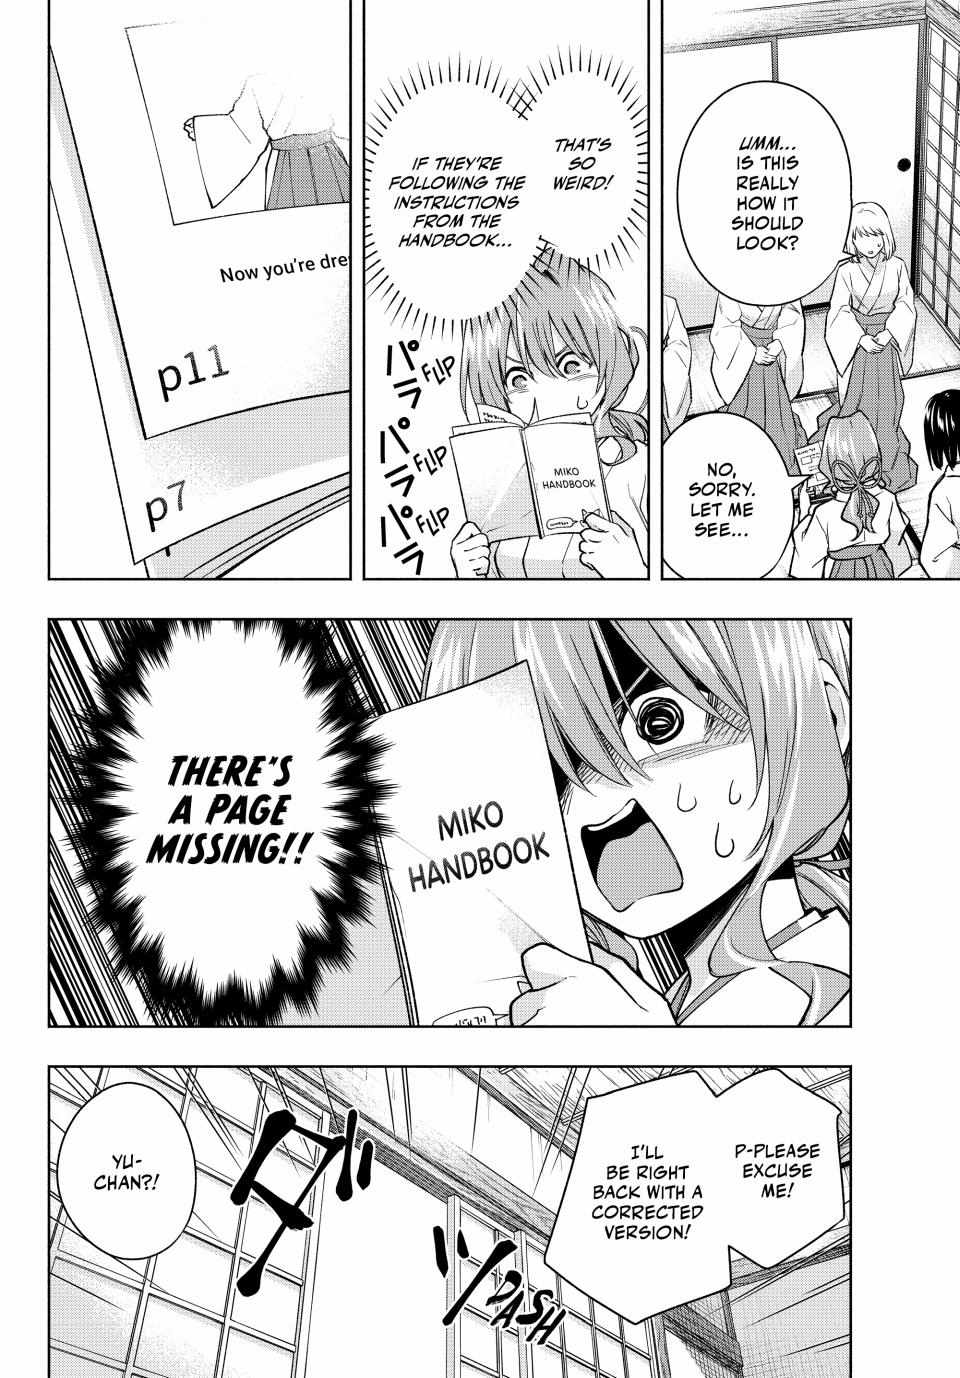 UMM...
IS THIS
REALLY
HOW IT
SHOULD
LOOK?
NO,
SORRY.
LET ME
SEE...
THAT'S
SO
WEIRD!
IF THEY'RE
FOLLOWING THE
INSTRUCTIONS
FROM THE
HANDBOOK...
パラ
FLIP
パラ
FLIP
パラ
FLIP
MIKO
HANDBOOK
Now you're dre
p11
p7
THERE'S
A PAGE
MISSING!!
MIKO
HANDBOOK
P-PLEASE
EXCUSE
ME!
I'LL
BE RIGHT
BACK WITH A
CORRECTED
VERSION!
ダッ
DASH
YU-
CHAN?!